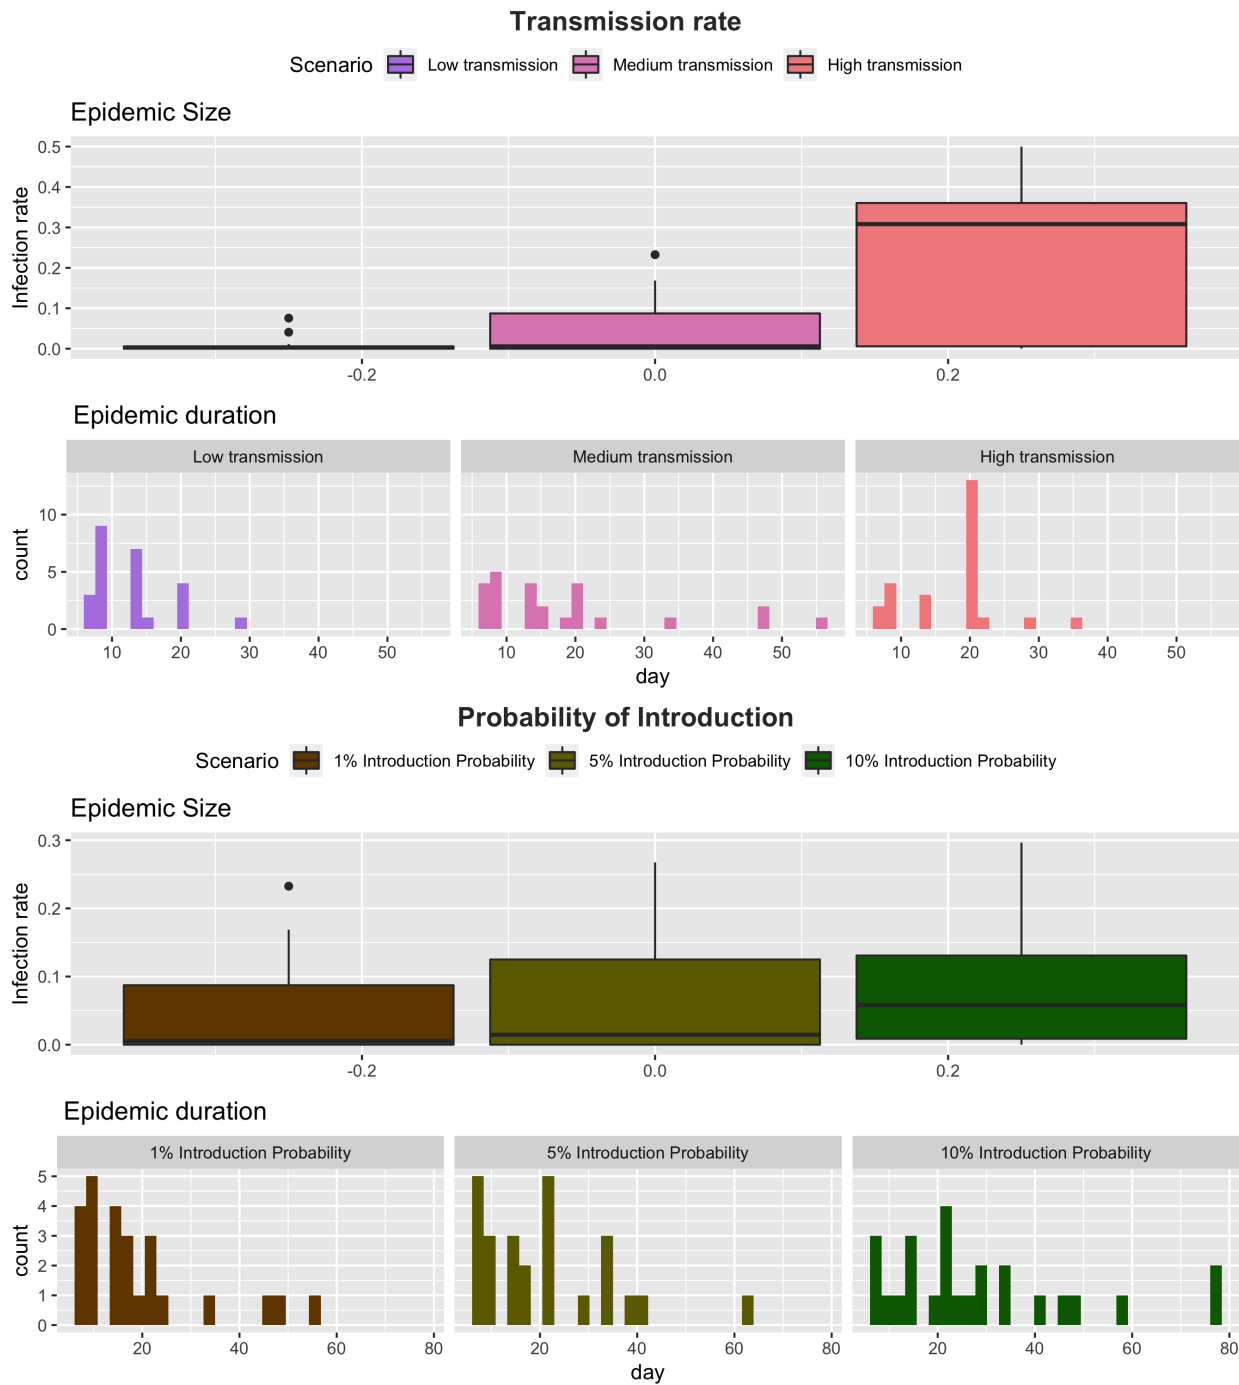 Transmission rate
Scenario Low transmission Medium transmission High transmission
Epidemic Size
Infection rate
0.5
0.4
0.3
0.2
0.1
0.0
-0.2 0.0 0.2
Epidemic duration
Low transmission Medium transmission High transmission
count
10
5
0
10 20 30 40 50 10 20 30 40 50 10 20 30 40 50
day
Probability of Introduction
Scenario 1% Introduction Probability 5% Introduction Probability 10% Introduction Probability
Epidemic Size
Infection rate
0.3
0.2
0.1
0.0
-0.2 0.0 0.2
Epidemic duration
1% Introduction Probability 5% Introduction Probability 10% Introduction Probability
count
5
4
3
2
1
0
20 40 60 80 20 40 60 80 20 40 60 80
day